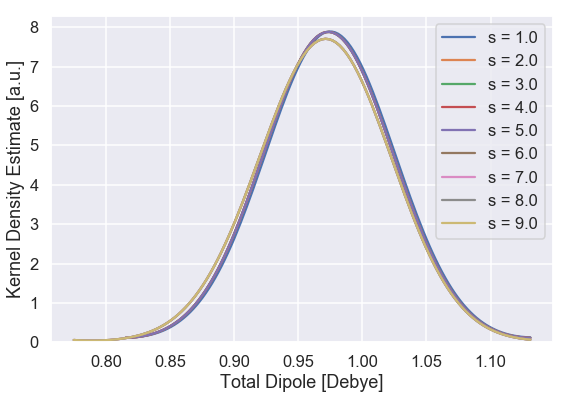 Kernel Density Estimate [a.u.]
8
7
6
5
4
3
2
1
0
s = 1.0
s = 2.0
s = 3.0
s = 4.0
s = 5.0
s = 6.0
s = 7.0
s = 8.0
s = 9.0
0.80 0.85 0.90 0.95 1.00 1.05 1.10
Total Dipole [Debye]